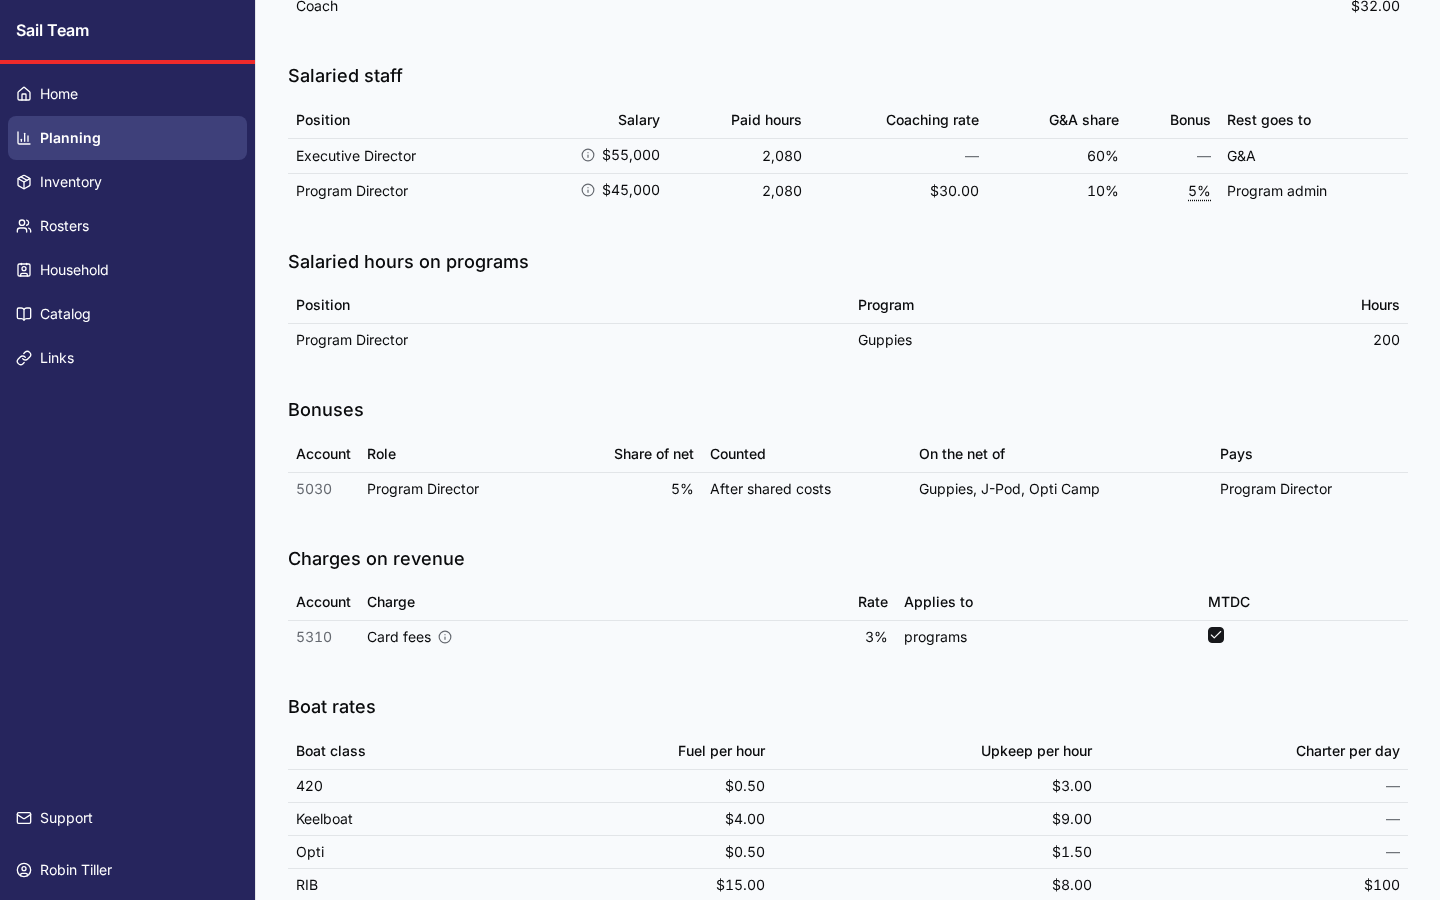 Sail Team
Home
Planning
Inventory
Rosters
Household
Catalog
Links
Support
Robin Tiller
Coach $32.00
Salaried staff
Position Salary Paid hours Coaching rate G&A share Bonus Rest goes to
Executive Director $55,000 2,080 — 60% — G&A
Program Director $45,000 2,080 $30.00 10% 5% Program admin
Salaried hours on programs
Position Program Hours
Program Director Guppies 200
Bonuses
Account Role Share of net Counted On the net of Pays
5030 Program Director 5% After shared costs Guppies, J-Pod, Opti Camp Program Director
Charges on revenue
Account Charge Rate Applies to MTDC
5310 Card fees 3% programs
Boat rates
Boat class Fuel per hour Upkeep per hour Charter per day
420 $0.50 $3.00 —
Keelboat $4.00 $9.00 —
Opti $0.50 $1.50 —
RIB $15.00 $8.00 $100